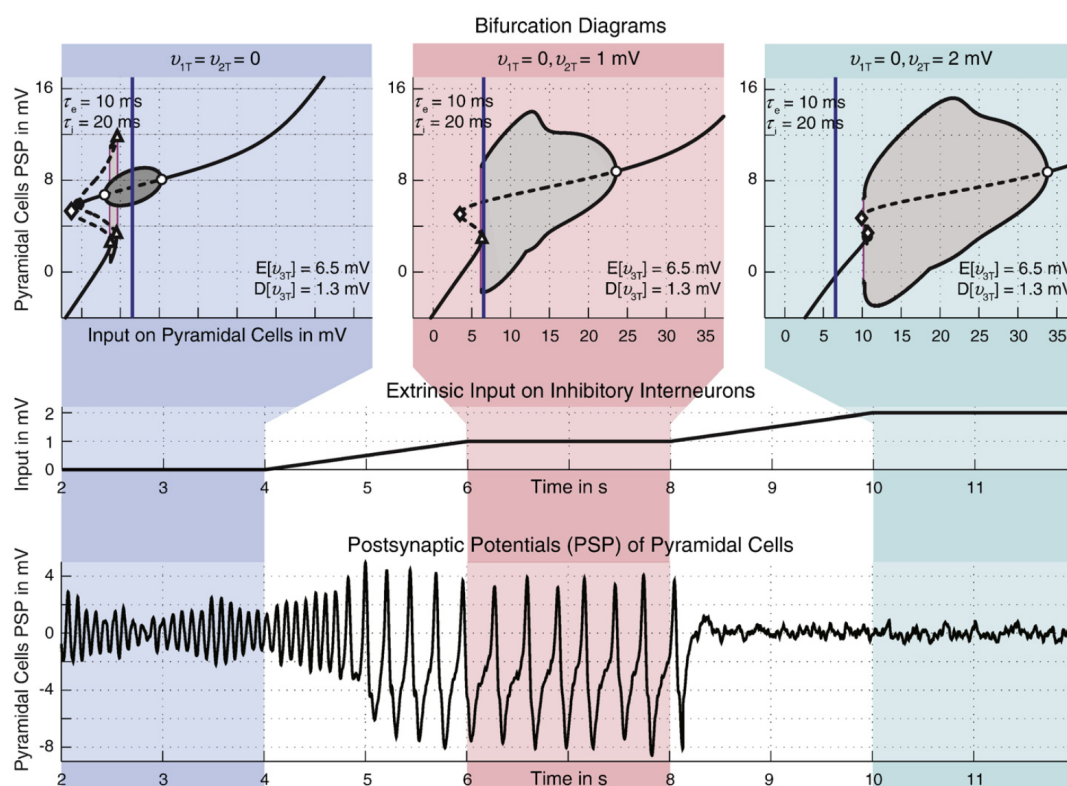 Bifurcation Diagrams
υ1T = υ2T = 0
υ1T = 0, υ2T = 1 mV
υ1T = 0, υ2T = 2 mV
Pyramidal Cells PSP in mV
16
8
0
τe = 10 ms
τi = 20 ms
E[υ3T] = 6.5 mV
D[υ3T] = 1.3 mV
Input on Pyramidal Cells in mV
16
8
0
τe = 10 ms
τi = 20 ms
E[υ3T] = 6.5 mV
D[υ3T] = 1.3 mV
0 5 10 15 20 25 30 35
16
8
0
τe = 10 ms
τi = 20 ms
E[υ3T] = 6.5 mV
D[υ3T] = 1.3 mV
0 5 10 15 20 25 30 35
Extrinsic Input on Inhibitory Interneurons
Input in mV
2
1
0
2 3 4 5 6 Time in s 8 9 10 11
Postsynaptic Potentials (PSP) of Pyramidal Cells
Pyramidal Cells PSP in mV
4
0
-4
-8
2 3 4 5 6 Time in s 8 9 10 11